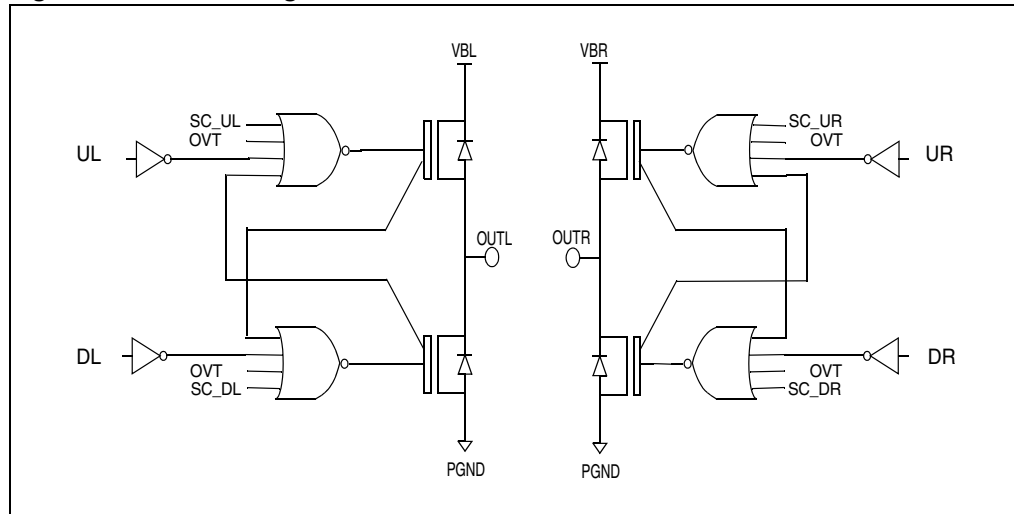 VBL
VBR
SC_UL
OVT
UL
SC_UR
OVT
UR
OUTL
OUTR
DL
OVT
SC_DL
DR
OVT
SC_DR
PGND
PGND